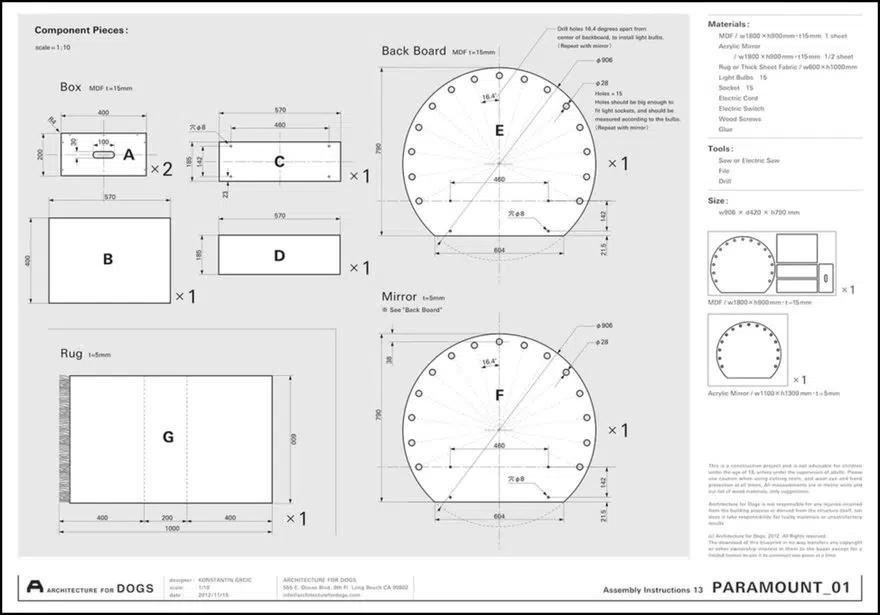 Component Pieces :
scale = 1 : 10
Box MDF t=15mm
400
R4
30
100
200
A
×2
570
460
穴φ8
185
142
C
×1
23
570
400
B
×1
570
185
D
×1
Rug t=5mm
G
600
400
200
400
1000
×1
Back Board MDF t=15mm
Drill holes 16.4 degrees apart from
center of backboard, to install light bulbs.
(Repeat with mirror)
φ906
φ28
Holes = 15
Holes should be big enough to
fit light sockets, and should be
measured according to the bulbs.
(Repeat with mirror)
16.4°
E
790
460
穴φ8
142
604
21.5
×1
Mirror t=5mm
※ See "Back Board"
φ906
φ28
38
16.4°
F
790
460
穴φ8
142
604
21.5
×1
Materials :
MDF / w1800×h900mm・t15mm 1 sheet
Acrylic Mirror
/ w1800×h900mm・t15mm 1/2 sheet
Rug or Thick Sheet Fabric / w600×h1000mm
Light Bulbs 15
Socket 15
Electric Cord
Electric Switch
Wood Screws
Glue
Tools :
Saw or Electric Saw
File
Drill
Size :
w906 × d420 × h790 mm
×1
MDF / w1800×h900mm・t=15mm
×1
Acrylic Mirror / w1100×h1300mm・t=5mm
This is a construction project and is not advisable for children
under the age of 13, unless under the supervision of adults. Please
use caution when using cutting tools, and wear eye and hand
protection at all times. All measurements are in metric units and
our list of wood materials, only suggestions.
Architecture for Dogs is not responsible for any injuries incurred
from the building process or derived from the structure itself, nor
does it take responsibility for faulty materials or unsatisfactory
results
(c) Architecture for Dogs, 2012. All Rights reserved.
The download of this blueprint in no way transfers any copyright
or other ownership interest in them to the buyer except for a
limited license to use it to construct one piece at a time.
ARCHITECTURE FOR DOGS
designer : KONSTANTIN GRCIC
scale : 1/10
date : 2012/11/15
ARCHITECTURE FOR DOGS
555 E. Ocean Blvd. 9th Fl. Long Beach CA 90802
info@architecturefordogs.com
Assembly Instructions 13 PARAMOUNT_01